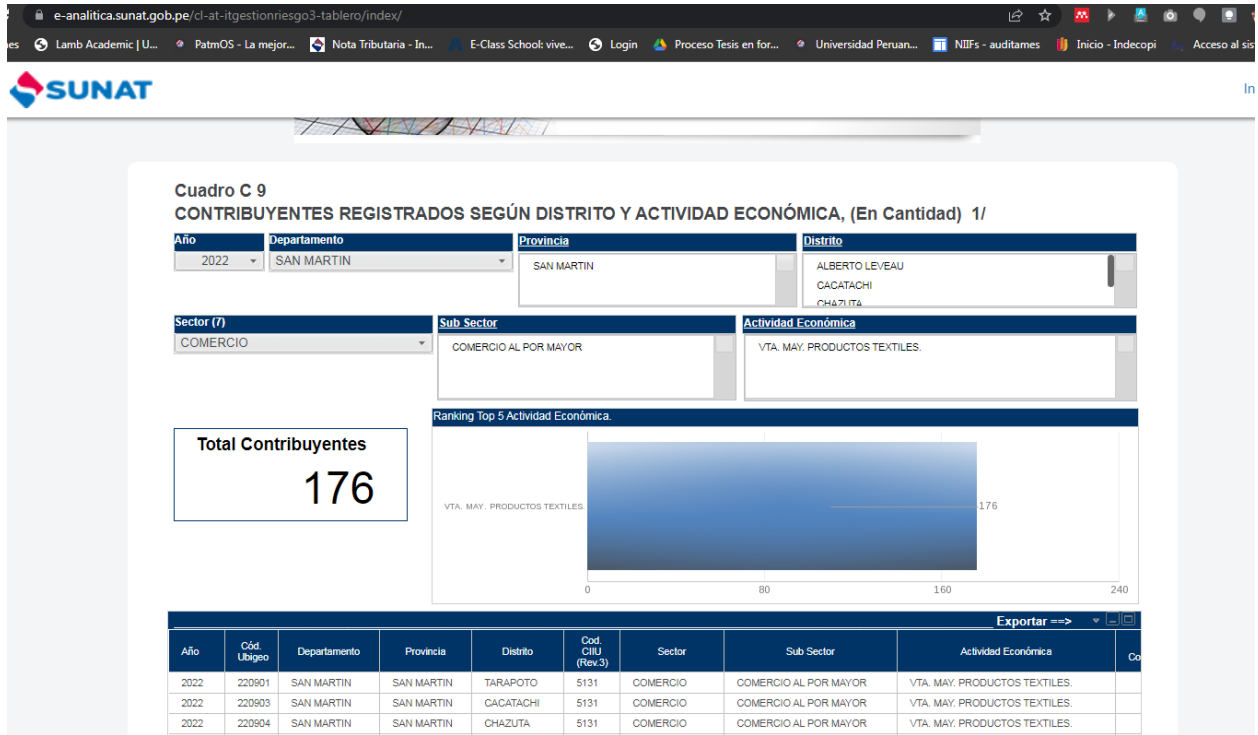 e-analitica.sunat.gob.pe/cl-at-itgestionriesgo3-tablero/index/
nes Lamb Academic | U... PatmOS - La mejor... Nota Tributaria - In... E-Class School: vive... Login Proceso Tesis en for... Universidad Peruan... NIIFs - auditames Inicio - Indecopi Acceso al sis
SUNAT In
Cuadro C 9
CONTRIBUYENTES REGISTRADOS SEGÚN DISTRITO Y ACTIVIDAD ECONÓMICA, (En Cantidad) 1/
Año Departamento Provincia Distrito
2022 SAN MARTIN SAN MARTIN ALBERTO LEVEAU
CACATACHI
CHAZUTA
Sector (7) Sub Sector Actividad Económica
COMERCIO COMERCIO AL POR MAYOR VTA. MAY. PRODUCTOS TEXTILES.
Ranking Top 5 Actividad Económica.
Total Contribuyentes
176
VTA. MAY. PRODUCTOS TEXTILES. 176
0 80 160 240
Exportar ==>
Año Cód. Ubigeo Departamento Provincia Distrito Cod. CIIU (Rev.3) Sector Sub Sector Actividad Económica Co
2022 220901 SAN MARTIN SAN MARTIN TARAPOTO 5131 COMERCIO COMERCIO AL POR MAYOR VTA. MAY. PRODUCTOS TEXTILES.
2022 220903 SAN MARTIN SAN MARTIN CACATACHI 5131 COMERCIO COMERCIO AL POR MAYOR VTA. MAY. PRODUCTOS TEXTILES.
2022 220904 SAN MARTIN SAN MARTIN CHAZUTA 5131 COMERCIO COMERCIO AL POR MAYOR VTA. MAY. PRODUCTOS TEXTILES.